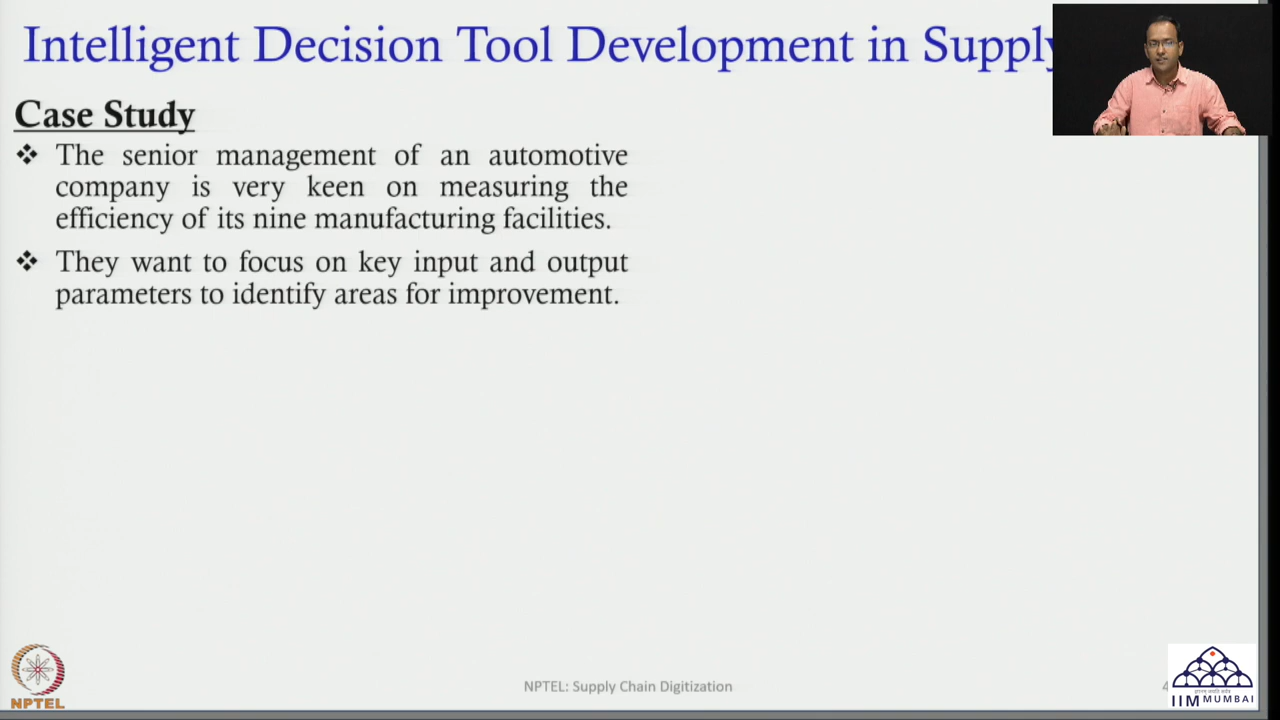 Intelligent Decision Tool Development in Supply
Case Study
❖ The senior management of an automotive
company is very keen on measuring the
efficiency of its nine manufacturing facilities.
❖ They want to focus on key input and output
parameters to identify areas for improvement.
NPTEL
NPTEL: Supply Chain Digitization
4
IIM MUMBAI